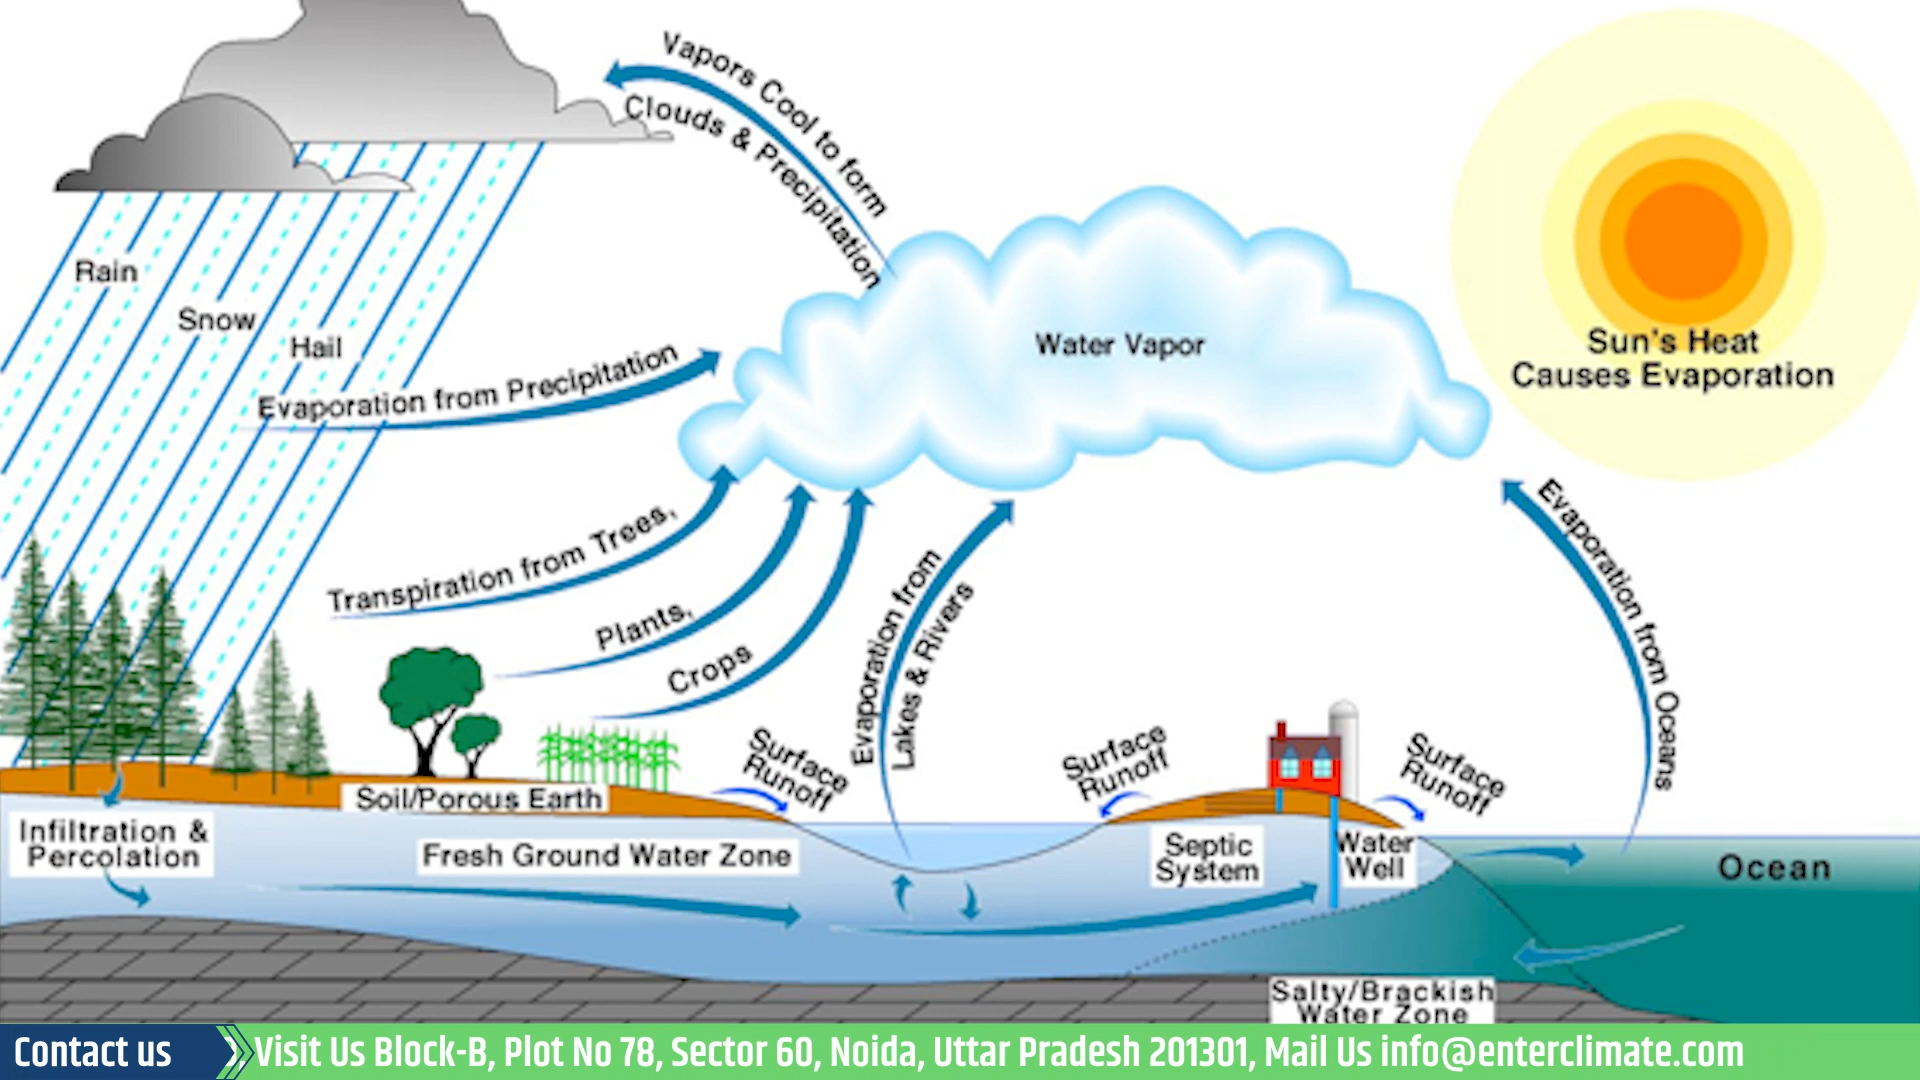 Vapors Cool to form
Clouds & Precipitation
Rain
Snow
Hail
Evaporation from Precipitation
Water Vapor
Sun's Heat
Causes Evaporation
Transpiration from Trees,
Plants,
Crops
Evaporation from
Lakes & Rivers
Evaporation from Oceans
Surface
Runoff
Surface
Runoff
Surface
Runoff
Soil/Porous Earth
Infiltration &
Percolation
Fresh Ground Water Zone
Septic
System
Water
Well
Ocean
Salty/Brackish
Water Zone
Contact us
Visit Us Block-B, Plot No 78, Sector 60, Noida, Uttar Pradesh 201301, Mail Us info@enterclimate.com